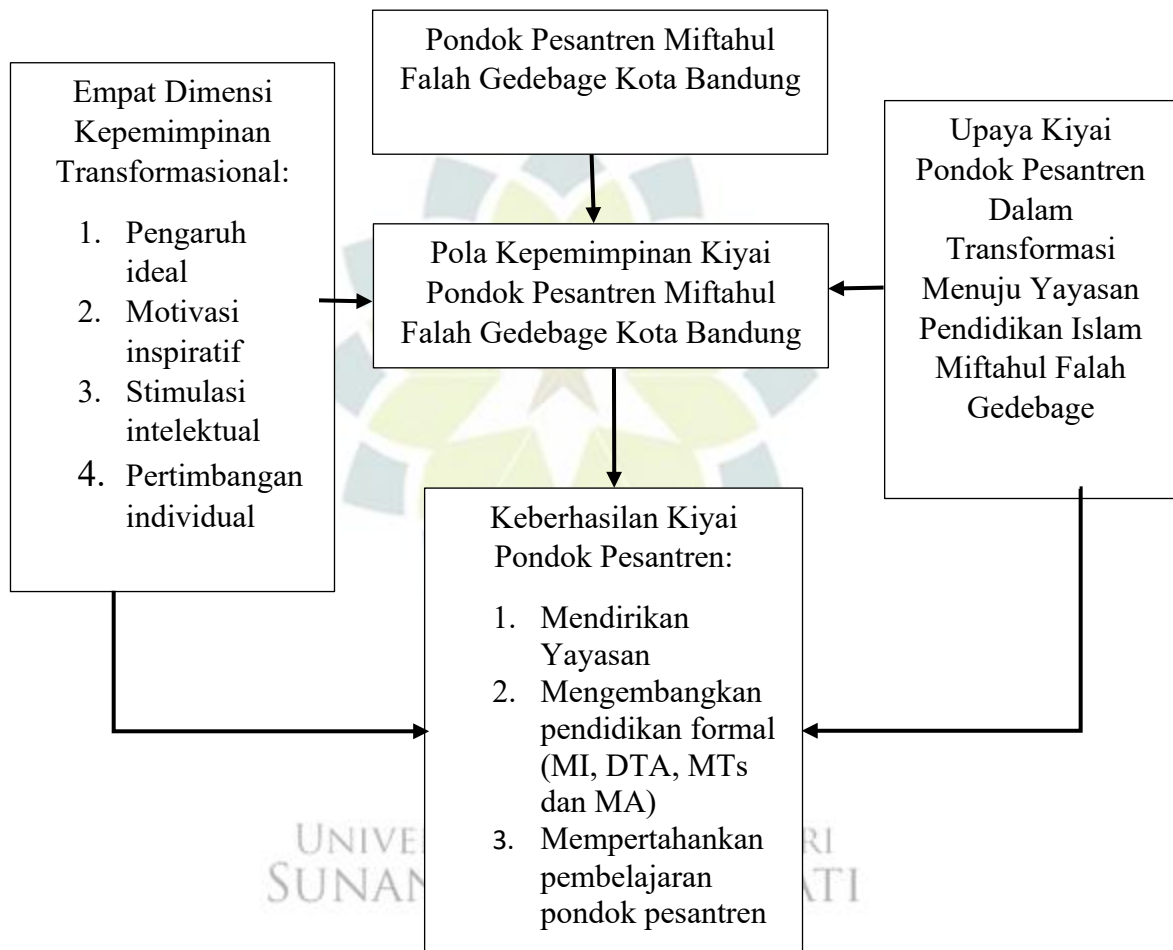 Pondok Pesantren Miftahul
Falah Gedebage Kota Bandung
Empat Dimensi
Kepemimpinan
Transformasional:
1. Pengaruh
ideal
2. Motivasi
inspiratif
3. Stimulasi
intelektual
4. Pertimbangan
individual
Pola Kepemimpinan Kiyai
Pondok Pesantren Miftahul
Falah Gedebage Kota Bandung
Upaya Kiyai
Pondok Pesantren
Dalam
Transformasi
Menuju Yayasan
Pendidikan Islam
Miftahul Falah
Gedebage
Keberhasilan Kiyai
Pondok Pesantren:
1. Mendirikan
Yayasan
2. Mengembangkan
pendidikan formal
(MI, DTA, MTs
dan MA)
3. Mempertahankan
pembelajaran
pondok pesantren